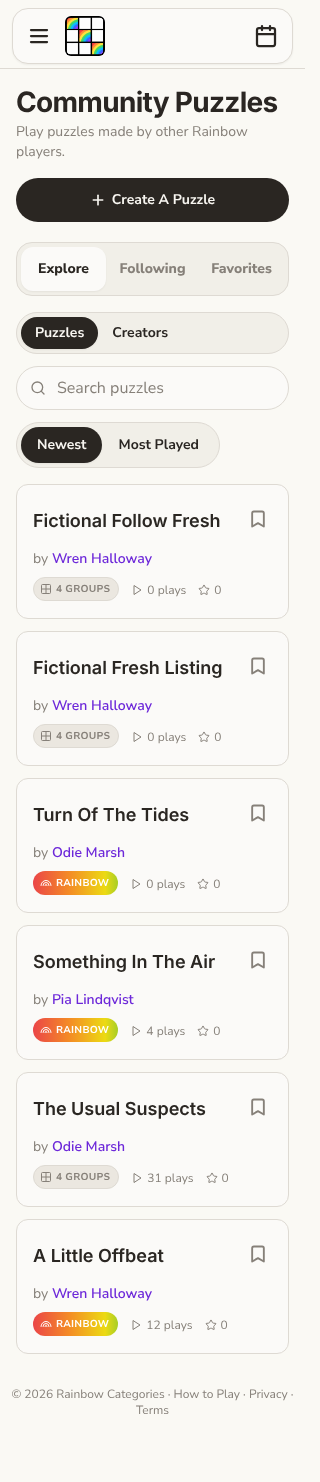 Community Puzzles
Play puzzles made by other Rainbow
players.
Create A Puzzle
Explore Following Favorites
Puzzles Creators
Search puzzles
Newest Most Played
Fictional Follow Fresh
by Wren Halloway
4 GROUPS 0 plays 0
Fictional Fresh Listing
by Wren Halloway
4 GROUPS 0 plays 0
Turn Of The Tides
by Odie Marsh
RAINBOW 0 plays 0
Something In The Air
by Pia Lindqvist
RAINBOW 4 plays 0
The Usual Suspects
by Odie Marsh
4 GROUPS 31 plays 0
A Little Offbeat
by Wren Halloway
RAINBOW 12 plays 0
© 2026 Rainbow Categories · How to Play · Privacy ·
Terms